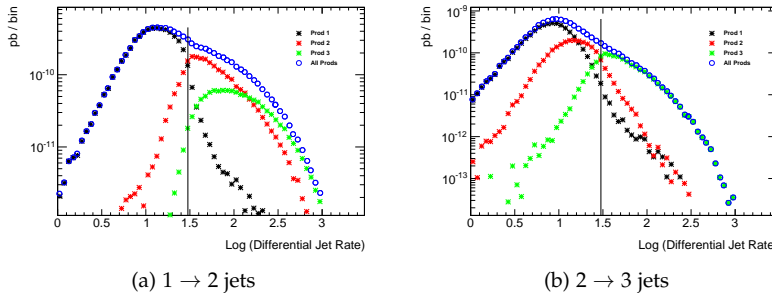 pb / bin
Prod 1
Prod 2
Prod 3
All Prods
10⁻¹⁰
10⁻¹¹
0 0.5 1 1.5 2 2.5 3
Log (Differential Jet Rate)
(a) 1 → 2 jets
pb / bin
10⁻⁹
Prod 1
Prod 2
Prod 3
All Prods
10⁻¹⁰
10⁻¹¹
10⁻¹²
10⁻¹³
0 0.5 1 1.5 2 2.5 3
Log (Differential Jet Rate)
(b) 2 → 3 jets